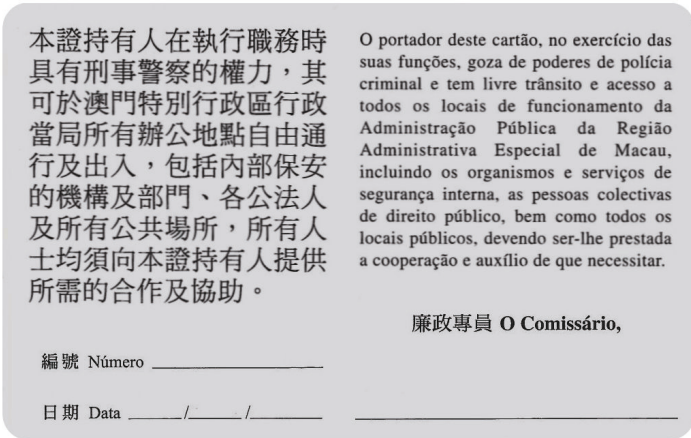 本證持有人在執行職務時
具有刑事警察的權力，其
可於澳門特別行政區行政
當局所有辦公地點自由通
行及出入，包括內部保安
的機構及部門、各公法人
及所有公共場所，所有人
士均須向本證持有人提供
所需的合作及協助。
編號 Número
日期 Data / /
O portador deste cartão, no exercício das
suas funções, goza de poderes de polícia
criminal e tem livre trânsito e acesso a
todos os locais de funcionamento da
Administração Pública da Região
Administrativa Especial de Macau,
incluindo os organismos e serviços de
segurança interna, as pessoas colectivas
de direito público, bem como todos os
locais públicos, devendo ser-lhe prestada
a cooperação e auxílio de que necessitar.
廉政專員 O Comissário,